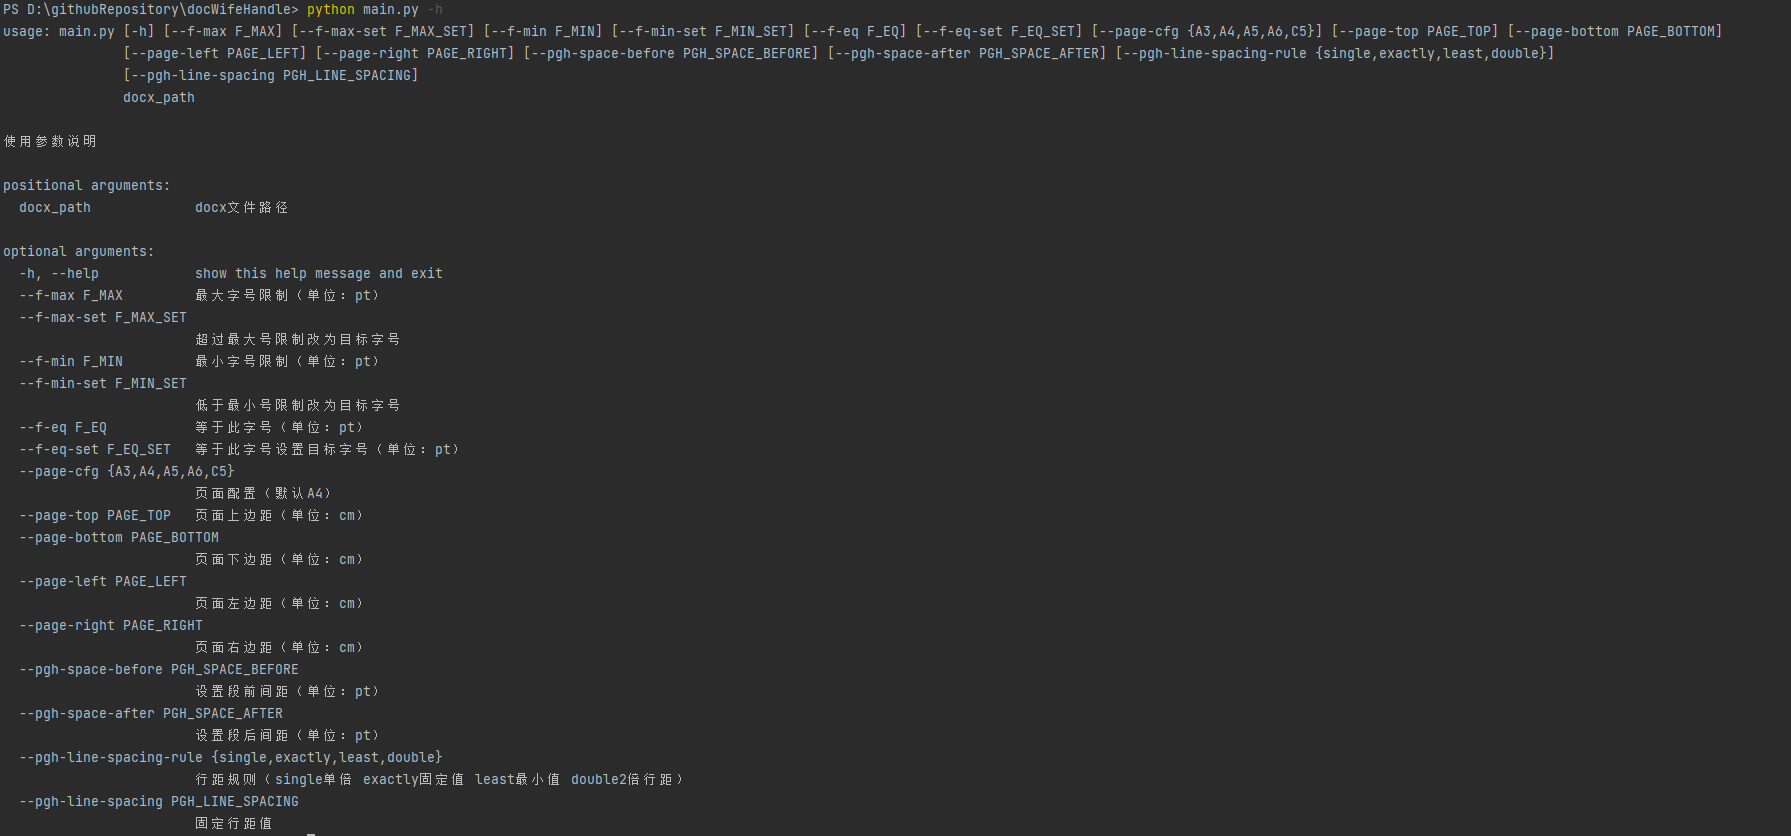 PS D:\githubRepository\docWifeHandle> python main.py -h
usage: main.py [-h] [--f-max F_MAX] [--f-max-set F_MAX_SET] [--f-min F_MIN] [--f-min-set F_MIN_SET] [--f-eq F_EQ] [--f-eq-set F_EQ_SET] [--page-cfg {A3,A4,A5,A6,C5}] [--page-top PAGE_TOP] [--page-bottom PAGE_BOTTOM]
[--page-left PAGE_LEFT] [--page-right PAGE_RIGHT] [--pgh-space-before PGH_SPACE_BEFORE] [--pgh-space-after PGH_SPACE_AFTER] [--pgh-line-spacing-rule {single,exactly,least,double}]
[--pgh-line-spacing PGH_LINE_SPACING]
docx_path
使用参数说明
positional arguments:
docx_path docx文件路径
optional arguments:
-h, --help show this help message and exit
--f-max F_MAX 最大字号限制（单位：pt）
--f-max-set F_MAX_SET
超过最大号限制改为目标字号
--f-min F_MIN 最小字号限制（单位：pt）
--f-min-set F_MIN_SET
低于最小号限制改为目标字号
--f-eq F_EQ 等于此字号（单位：pt）
--f-eq-set F_EQ_SET 等于此字号设置目标字号（单位：pt）
--page-cfg {A3,A4,A5,A6,C5}
页面配置（默认A4）
--page-top PAGE_TOP 页面上边距（单位：cm）
--page-bottom PAGE_BOTTOM
页面下边距（单位：cm）
--page-left PAGE_LEFT
页面左边距（单位：cm）
--page-right PAGE_RIGHT
页面右边距（单位：cm）
--pgh-space-before PGH_SPACE_BEFORE
设置段前间距（单位：pt）
--pgh-space-after PGH_SPACE_AFTER
设置段后间距（单位：pt）
--pgh-line-spacing-rule {single,exactly,least,double}
行距规则（single单倍 exactly固定值 least最小值 double2倍行距）
--pgh-line-spacing PGH_LINE_SPACING
固定行距值